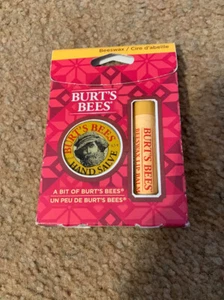 Beeswax / Cire d'abeille
BURT'S
BEES®
BURT'S BEES
HAND SALVE
BURT'S BEES
A BIT OF BURT'S BEES®
UN PEU DE BURT'S BEES®